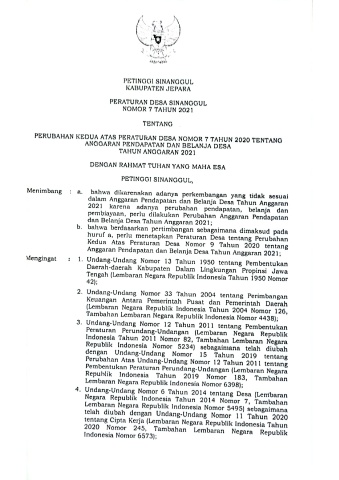 PETINGGI SINANGGUL
KABUPATEN JEPARA
PERATURAN DESA SINANGGUL
NOMOR 7 TAHUN 2021
TENTANG
PERUBAHAN KEDUA ATAS PERATURAN DESA NOMOR 7 TAHUN 2020 TENTANG
ANGGARAN PENDAPATAN DAN BELANJA DESA
TAHUN ANGGARAN 2021
DENGAN RAHMAT TUHAN YANG MAHA ESA
PETINGGI SINANGGUL,
Menimbang : a. bahwa dikarenakan adanya perkembangan yang tidak sesuai
dalam Anggaran Pendapatan dan Belanja Desa Tahun Anggaran
2021 karena adanya perubahan pendapatan, belanja dan
pembiayaan, perlu dilakukan Perubahan Anggaran Pendapatan
dan Belanja Desa Tahun Anggaran 2021;
b. bahwa berdasarkan pertimbangan sebagaimana dimaksud pada
huruf a, perlu menetapkan Peraturan Desa tentang Perubahan
Kedua Atas Peraturan Desa Nomor 9 Tahun 2020 tentang
Anggaran Pendapatan dan Belanja Desa Tahun Anggaran 2021;
Mengingat : 1. Undang-Undang Nomor 13 Tahun 1950 tentang Pembentukan
Daerah-daerah Kabupaten Dalam Lingkungan Propinsi Jawa
Tengah (Lembaran Negara Republik Indonesia Tahun 1950 Nomor
42);
2. Undang-Undang Nomor 33 Tahun 2004 tentang Perimbangan
Keuangan Antara Pemerintah Pusat dan Pemerintah Daerah
(Lembaran Negara Republik Indonesia Tahun 2004 Nomor 126,
Tambahan Lembaran Negara Republik Indonesia Nomor 4438);
3. Undang-Undang Nomor 12 Tahun 2011 tentang Pembentukan
Peraturan Perundang-Undangan (Lembaran Negara Republik
Indonesia Tahun 2011 Nomor 82, Tambahan Lembaran Negara
Republik Indonesia Nomor 5234) sebagaimana telah diubah
dengan Undang-Undang Nomor 15 Tahun 2019 tentang
Perubahan Atas Undang-Undang Nomor 12 Tahun 2011 tentang
Pembentukan Peraturan Perundang-Undangan (Lembaran Negara
Republik Indonesia Tahun 2019 Nomor 183, Tambahan
Lembaran Negara Republik Indonesia Nomor 6398);
4. Undang-Undang Nomor 6 Tahun 2014 tentang Desa (Lembaran
Negara Republik Indonesia Tahun 2014 Nomor 7, Tambahan
Lembaran Negara Republik Indonesia Nomor 5495) sebagaimana
telah diubah dengan Undang-Undang Nomor 11 Tahun 2020
tentang Cipta Kerja (Lembaran Negara Republik Indonesia Tahun
2020 Nomor 245, Tambahan Lembaran Negara Republik
Indonesia Nomor 6573);